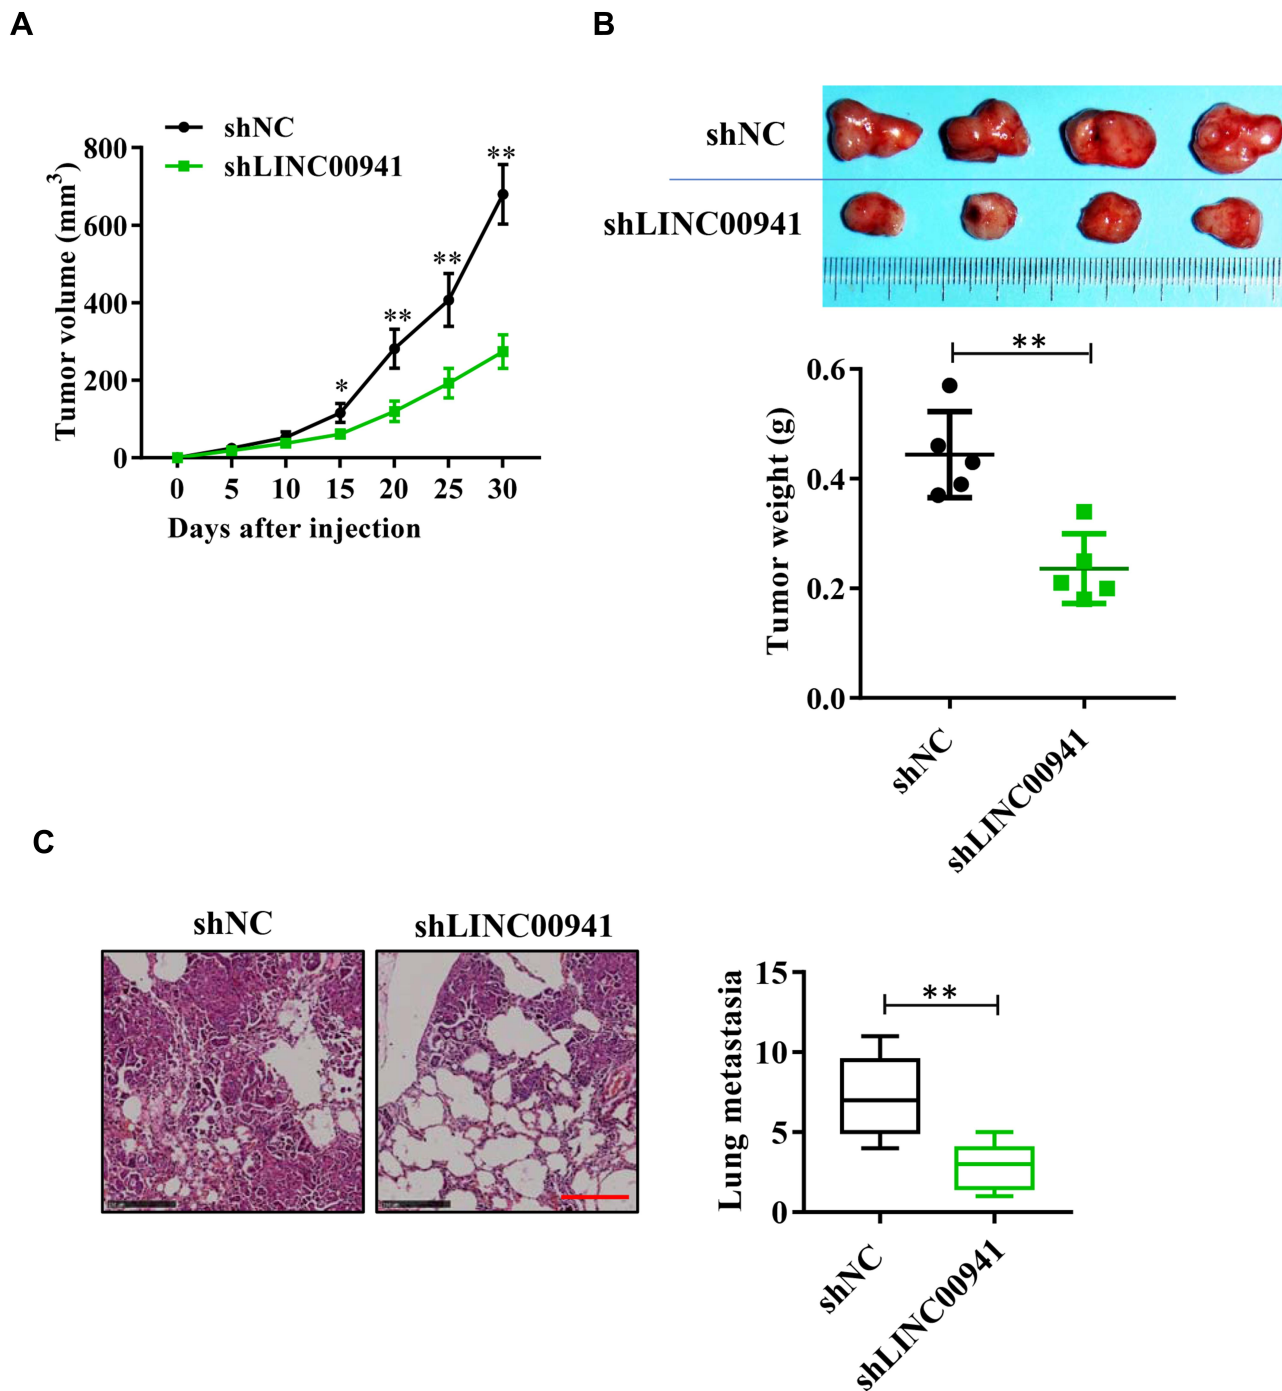 A
B
shNC
shLINC00941
Tumor volume (mm3)
800
600
400
200
0
*
**
**
**
0 5 10 15 20 25 30
Days after injection
shNC
shLINC00941
Tumor weight (g)
0.6
0.4
0.2
0.0
**
shNC
shLINC00941
C
shNC
shLINC00941
Lung metastasia
15
10
5
0
**
shNC
shLINC00941